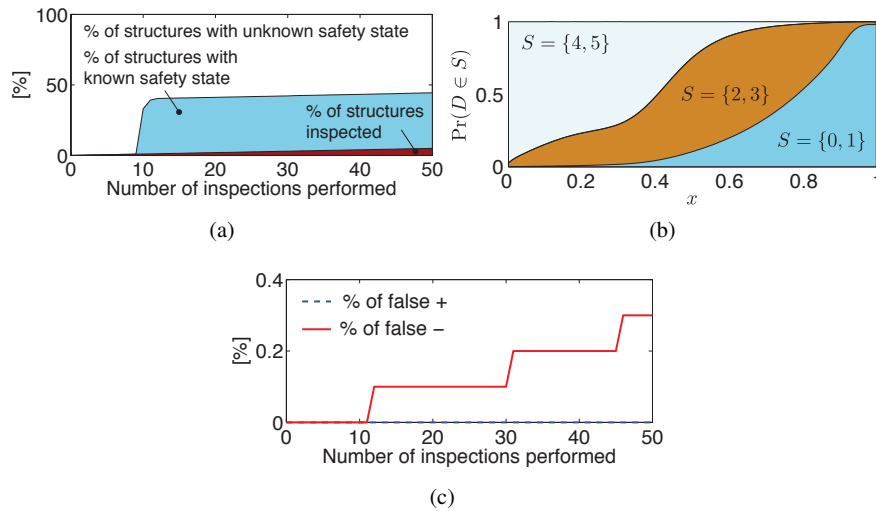 % of structures with unknown safety state
% of structures with
known safety state
% of structures
inspected
[%]
100
50
0
0 10 20 30 40 50
Number of inspections performed
(a)
S = {4, 5}
S = {2, 3}
S = {0, 1}
Pr(D ∈ S)
1
0.5
0
0 0.2 0.4 0.6 0.8 1
x
(b)
% of false +
% of false −
[%]
0.4
0.2
0
0 10 20 30 40 50
Number of inspections performed
(c)